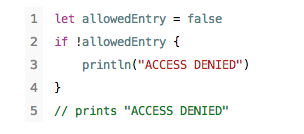 1 let allowedEntry = false
2 if !allowedEntry {
3     println("ACCESS DENIED")
4 }
5 // prints "ACCESS DENIED"